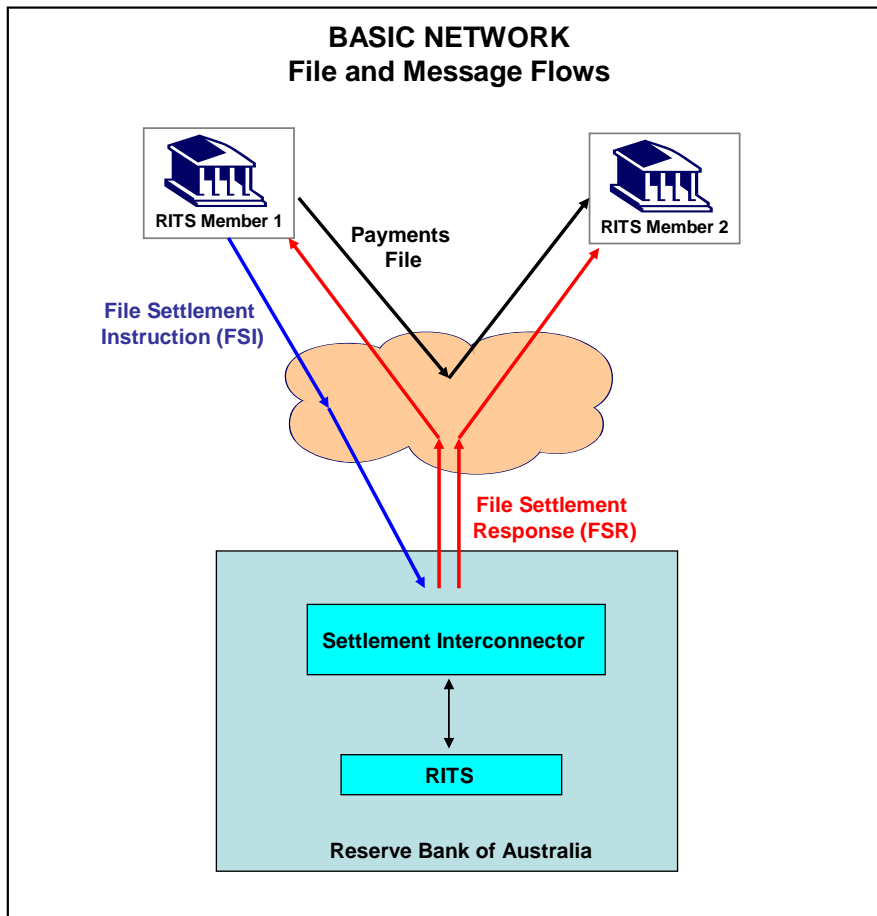 BASIC NETWORK
File and Message Flows
RITS Member 1
RITS Member 2
Payments
File
File Settlement
Instruction (FSI)
File Settlement
Response (FSR)
Settlement Interconnector
RITS
Reserve Bank of Australia